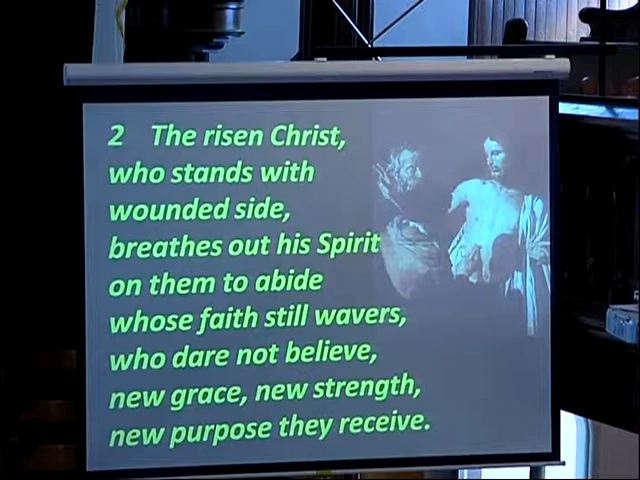 2 The risen Christ,
who stands with
wounded side,
breathes out his Spirit
on them to abide
whose faith still wavers,
who dare not believe,
new grace, new strength,
new purpose they receive.